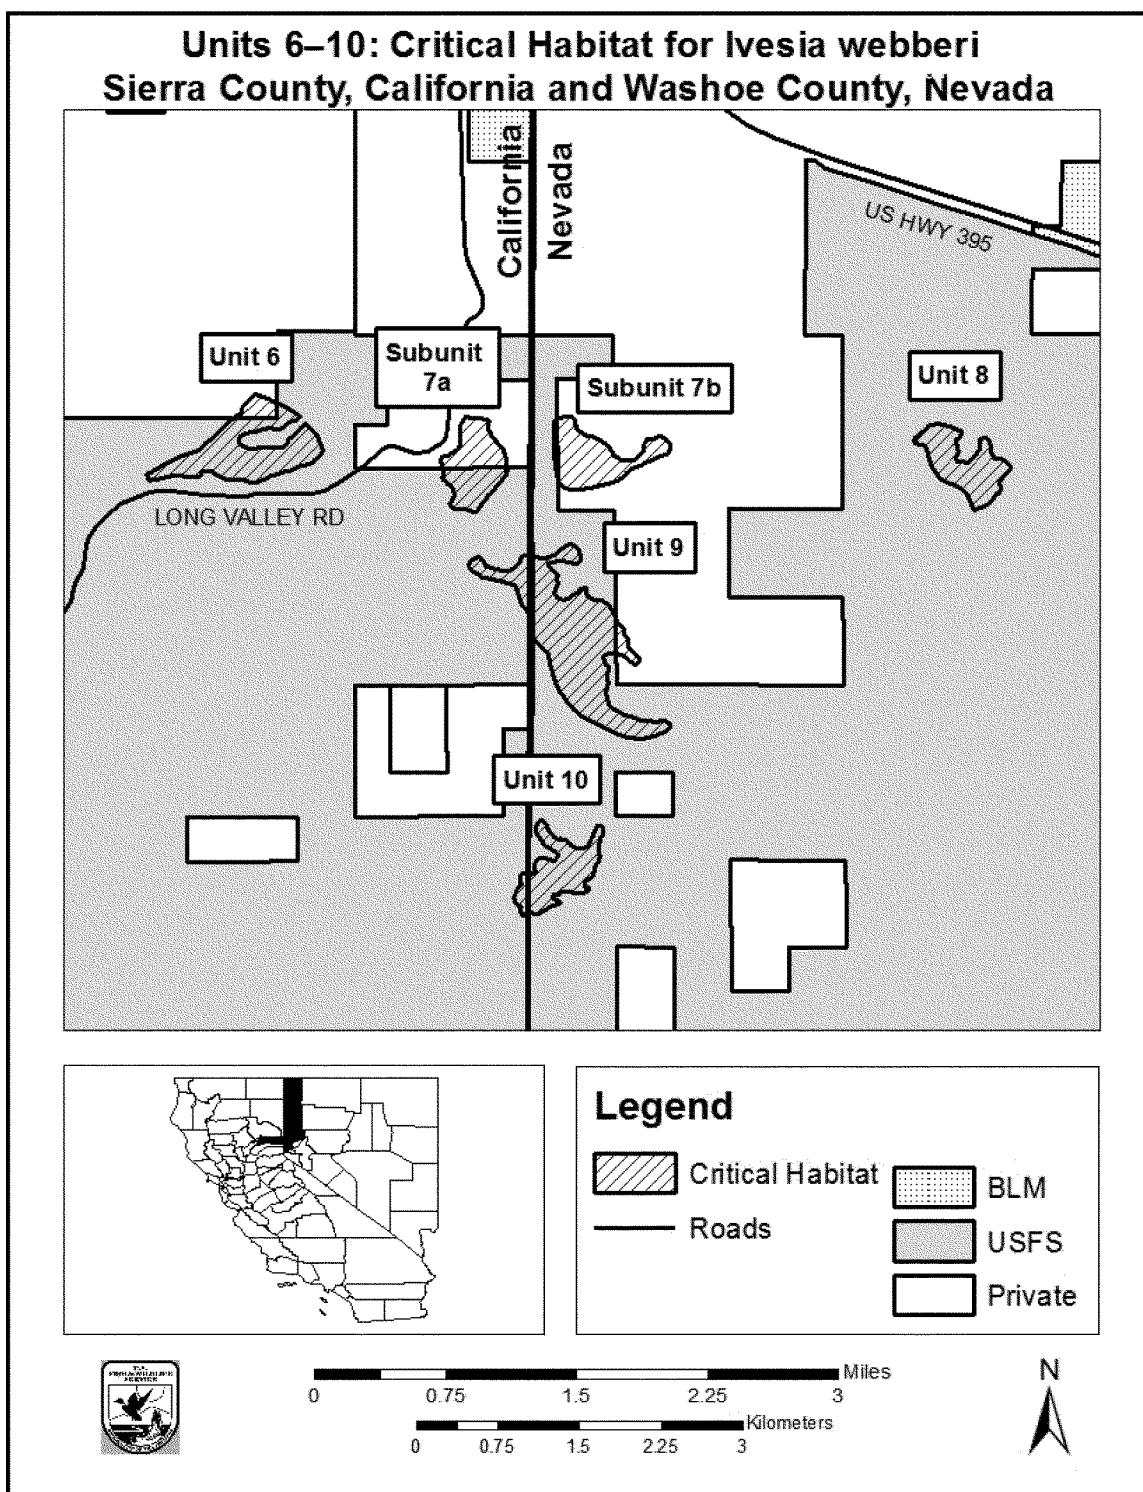 Units 6–10: Critical Habitat for Ivesia webberi
Sierra County, California and Washoe County, Nevada
California
Nevada
US HWY 395
Unit 6
Subunit
7a
Subunit 7b
Unit 8
LONG VALLEY RD
Unit 9
Unit 10
Legend
Critical Habitat
Roads
BLM
USFS
Private
U.S.
FISH & WILDLIFE
SERVICE
Miles
0 0.75 1.5 2.25 3
Kilometers
0 0.75 1.5 2.25 3
N